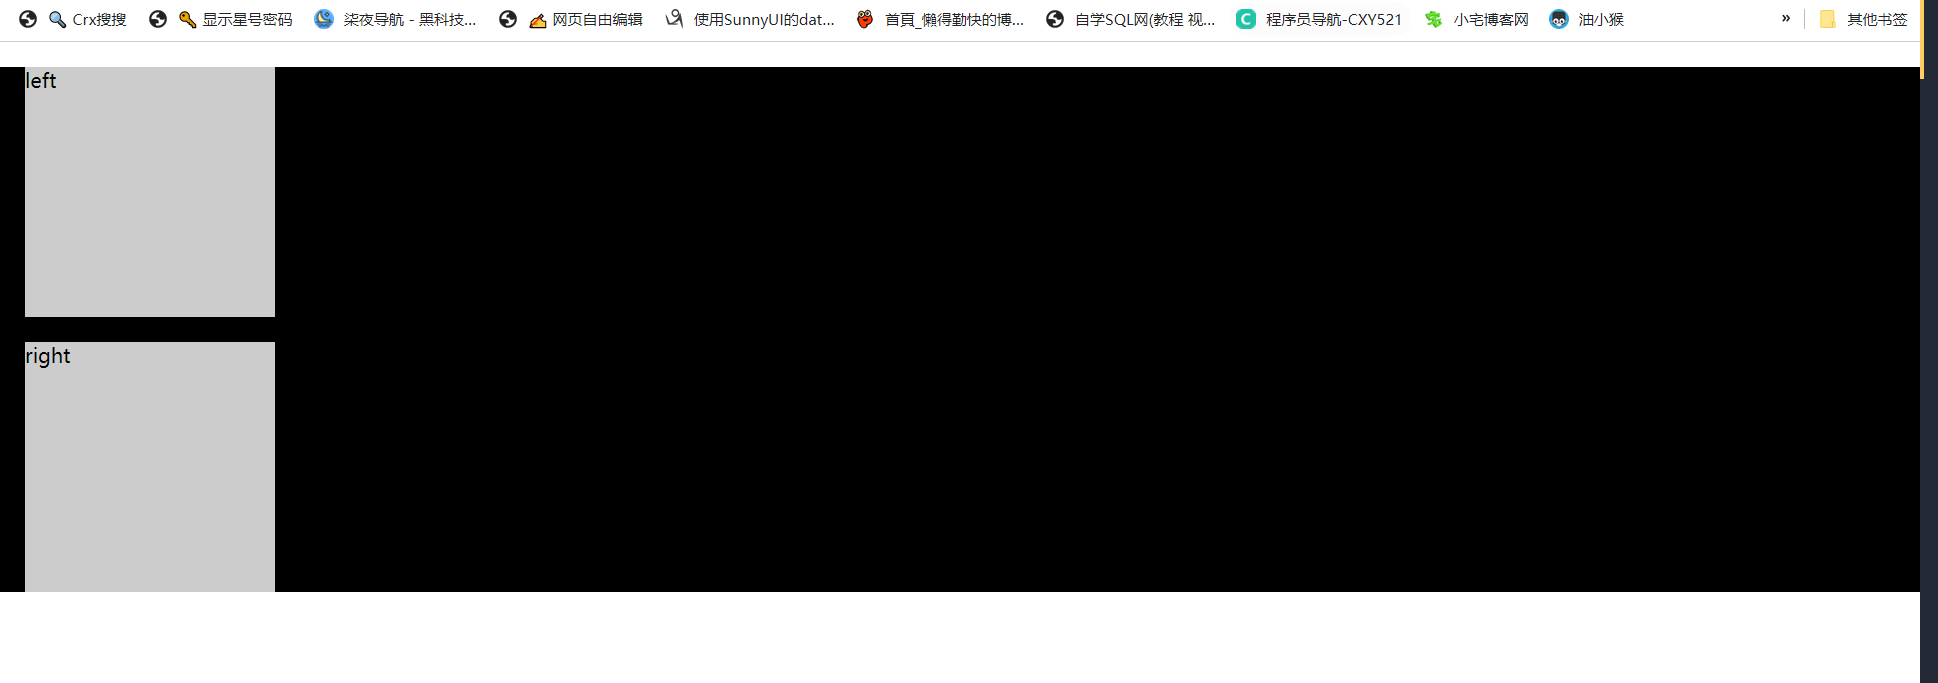 Crx搜搜 显示星号密码 柒夜导航 - 黑科技... 网页自由编辑 使用SunnyUI的dat... 首頁_懶得勤快的博... 自学SQL网(教程 视... C 程序员导航-CXY521 小宅博客网 油小猴 » 其他书签
left
right